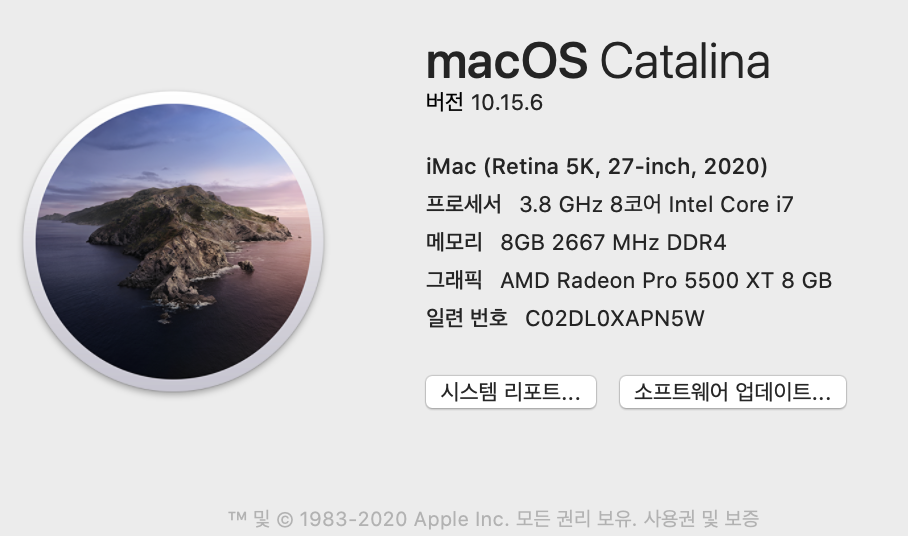 macOS Catalina
버전 10.15.6
iMac (Retina 5K, 27-inch, 2020)
프로세서 3.8 GHz 8코어 Intel Core i7
메모리 8GB 2667 MHz DDR4
그래픽 AMD Radeon Pro 5500 XT 8 GB
일련 번호 C02DL0XAPN5W
시스템 리포트... 소프트웨어 업데이트...
™ 및 © 1983-2020 Apple Inc. 모든 권리 보유. 사용권 및 보증